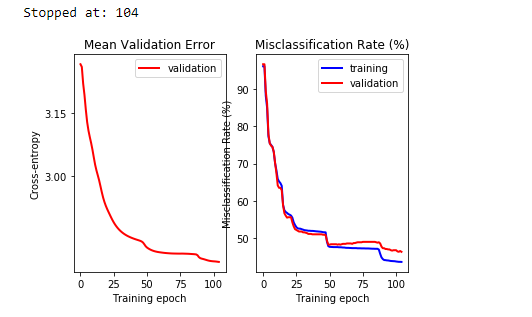 Stopped at: 104
Mean Validation Error
validation
3.15
3.00
Cross-entropy
0 25 50 75 100
Training epoch
Misclassification Rate (%)
training
validation
90
80
70
60
50
Misclassification Rate (%)
0 25 50 75 100
Training epoch